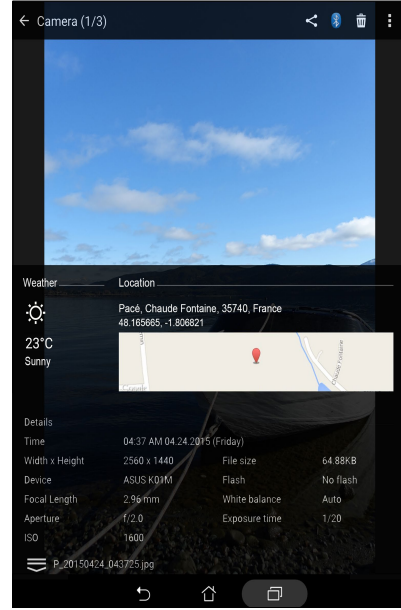 Camera (1/3)
Weather
Location
Pacé, Chaude Fontaine, 35740, France
48.165665, -1.806821
23°C
Sunny
Chaude Fontaine
Details
Time 04:37 AM 04.24.2015 (Friday)
Width x Height 2560 x 1440 File size 64.88KB
Device ASUS K01M Flash No flash
Focal Length 2.96 mm White balance Auto
Aperture f/2.0 Exposure time 1/20
ISO 1600
P_20150424_043725.jpg